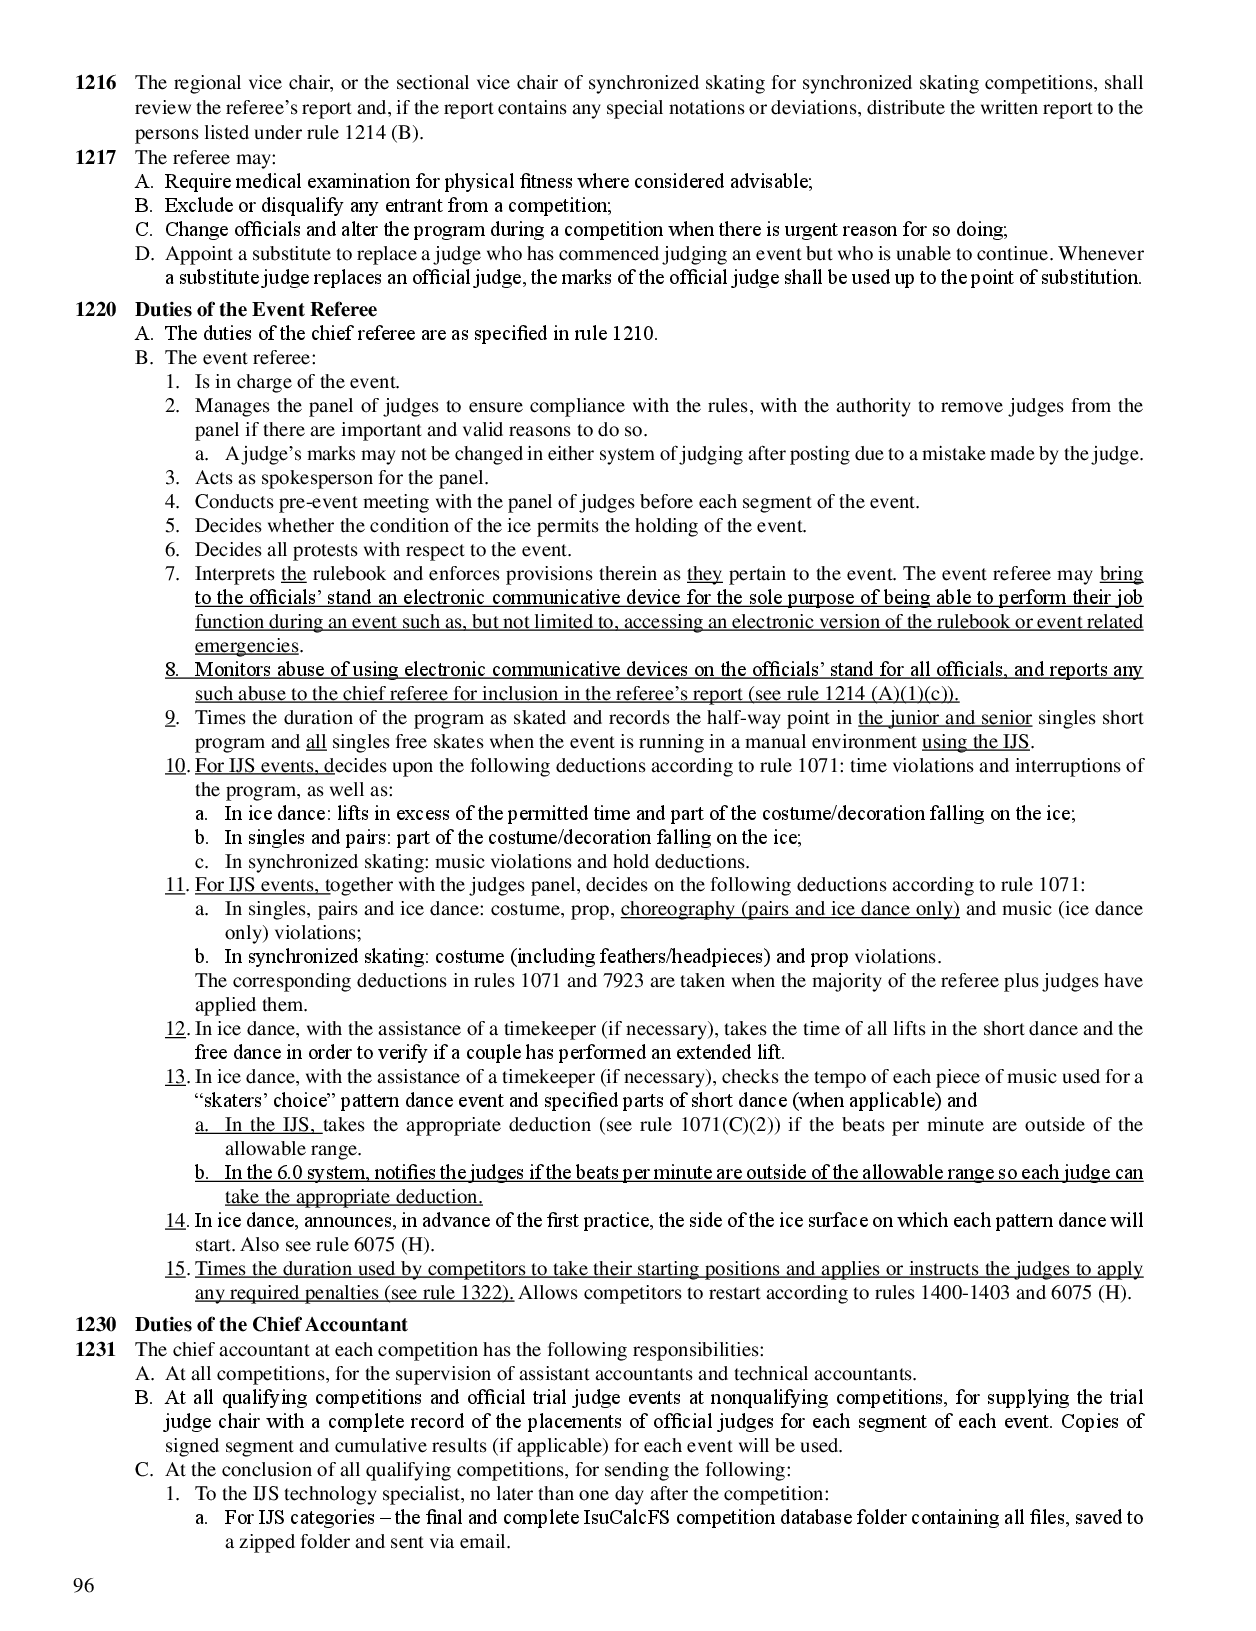 1216 The regional vice chair, or the sectional vice chair of synchronized skating for synchronized skating competitions, shall
review the referee's report and, if the report contains any special notations or deviations, distribute the written report to the
persons listed under rule 1214 (B).
1217 The referee may:
A. Require medical examination for physical fitness where considered advisable;
B. Exclude or disqualify any entrant from a competition;
C. Change officials and alter the program during a competition when there is urgent reason for so doing;
D. Appoint a substitute to replace a judge who has commenced judging an event but who is unable to continue. Whenever
a substitute judge replaces an official judge, the marks of the official judge shall be used up to the point of substitution.
1220 Duties of the Event Referee
A. The duties of the chief referee are as specified in rule 1210.
B. The event referee:
1. Is in charge of the event.
2. Manages the panel of judges to ensure compliance with the rules, with the authority to remove judges from the
panel if there are important and valid reasons to do so.
a. A judge's marks may not be changed in either system of judging after posting due to a mistake made by the judge.
3. Acts as spokesperson for the panel.
4. Conducts pre-event meeting with the panel of judges before each segment of the event.
5. Decides whether the condition of the ice permits the holding of the event.
6. Decides all protests with respect to the event.
7. Interprets the rulebook and enforces provisions therein as they pertain to the event. The event referee may bring
to the officials' stand an electronic communicative device for the sole purpose of being able to perform their job
function during an event such as, but not limited to, accessing an electronic version of the rulebook or event related
emergencies.
8. Monitors abuse of using electronic communicative devices on the officials' stand for all officials, and reports any
such abuse to the chief referee for inclusion in the referee's report (see rule 1214 (A)(1)(c)).
9. Times the duration of the program as skated and records the half-way point in the junior and senior singles short
program and all singles free skates when the event is running in a manual environment using the IJS.
10. For IJS events, decides upon the following deductions according to rule 1071: time violations and interruptions of
the program, as well as:
a. In ice dance: lifts in excess of the permitted time and part of the costume/decoration falling on the ice;
b. In singles and pairs: part of the costume/decoration falling on the ice;
c. In synchronized skating: music violations and hold deductions.
11. For IJS events, together with the judges panel, decides on the following deductions according to rule 1071:
a. In singles, pairs and ice dance: costume, prop, choreography (pairs and ice dance only) and music (ice dance
only) violations;
b. In synchronized skating: costume (including feathers/headpieces) and prop violations.
The corresponding deductions in rules 1071 and 7923 are taken when the majority of the referee plus judges have
applied them.
12. In ice dance, with the assistance of a timekeeper (if necessary), takes the time of all lifts in the short dance and the
free dance in order to verify if a couple has performed an extended lift.
13. In ice dance, with the assistance of a timekeeper (if necessary), checks the tempo of each piece of music used for a
"skaters' choice" pattern dance event and specified parts of short dance (when applicable) and
a. In the IJS, takes the appropriate deduction (see rule 1071(C)(2)) if the beats per minute are outside of the
allowable range.
b. In the 6.0 system, notifies the judges if the beats per minute are outside of the allowable range so each judge can
take the appropriate deduction.
14. In ice dance, announces, in advance of the first practice, the side of the ice surface on which each pattern dance will
start. Also see rule 6075 (H).
15. Times the duration used by competitors to take their starting positions and applies or instructs the judges to apply
any required penalties (see rule 1322). Allows competitors to restart according to rules 1400-1403 and 6075 (H).
1230 Duties of the Chief Accountant
1231 The chief accountant at each competition has the following responsibilities:
A. At all competitions, for the supervision of assistant accountants and technical accountants.
B. At all qualifying competitions and official trial judge events at nonqualifying competitions, for supplying the trial
judge chair with a complete record of the placements of official judges for each segment of each event. Copies of
signed segment and cumulative results (if applicable) for each event will be used.
C. At the conclusion of all qualifying competitions, for sending the following:
1. To the IJS technology specialist, no later than one day after the competition:
a. For IJS categories – the final and complete IsuCalcFS competition database folder containing all files, saved to
a zipped folder and sent via email.
96